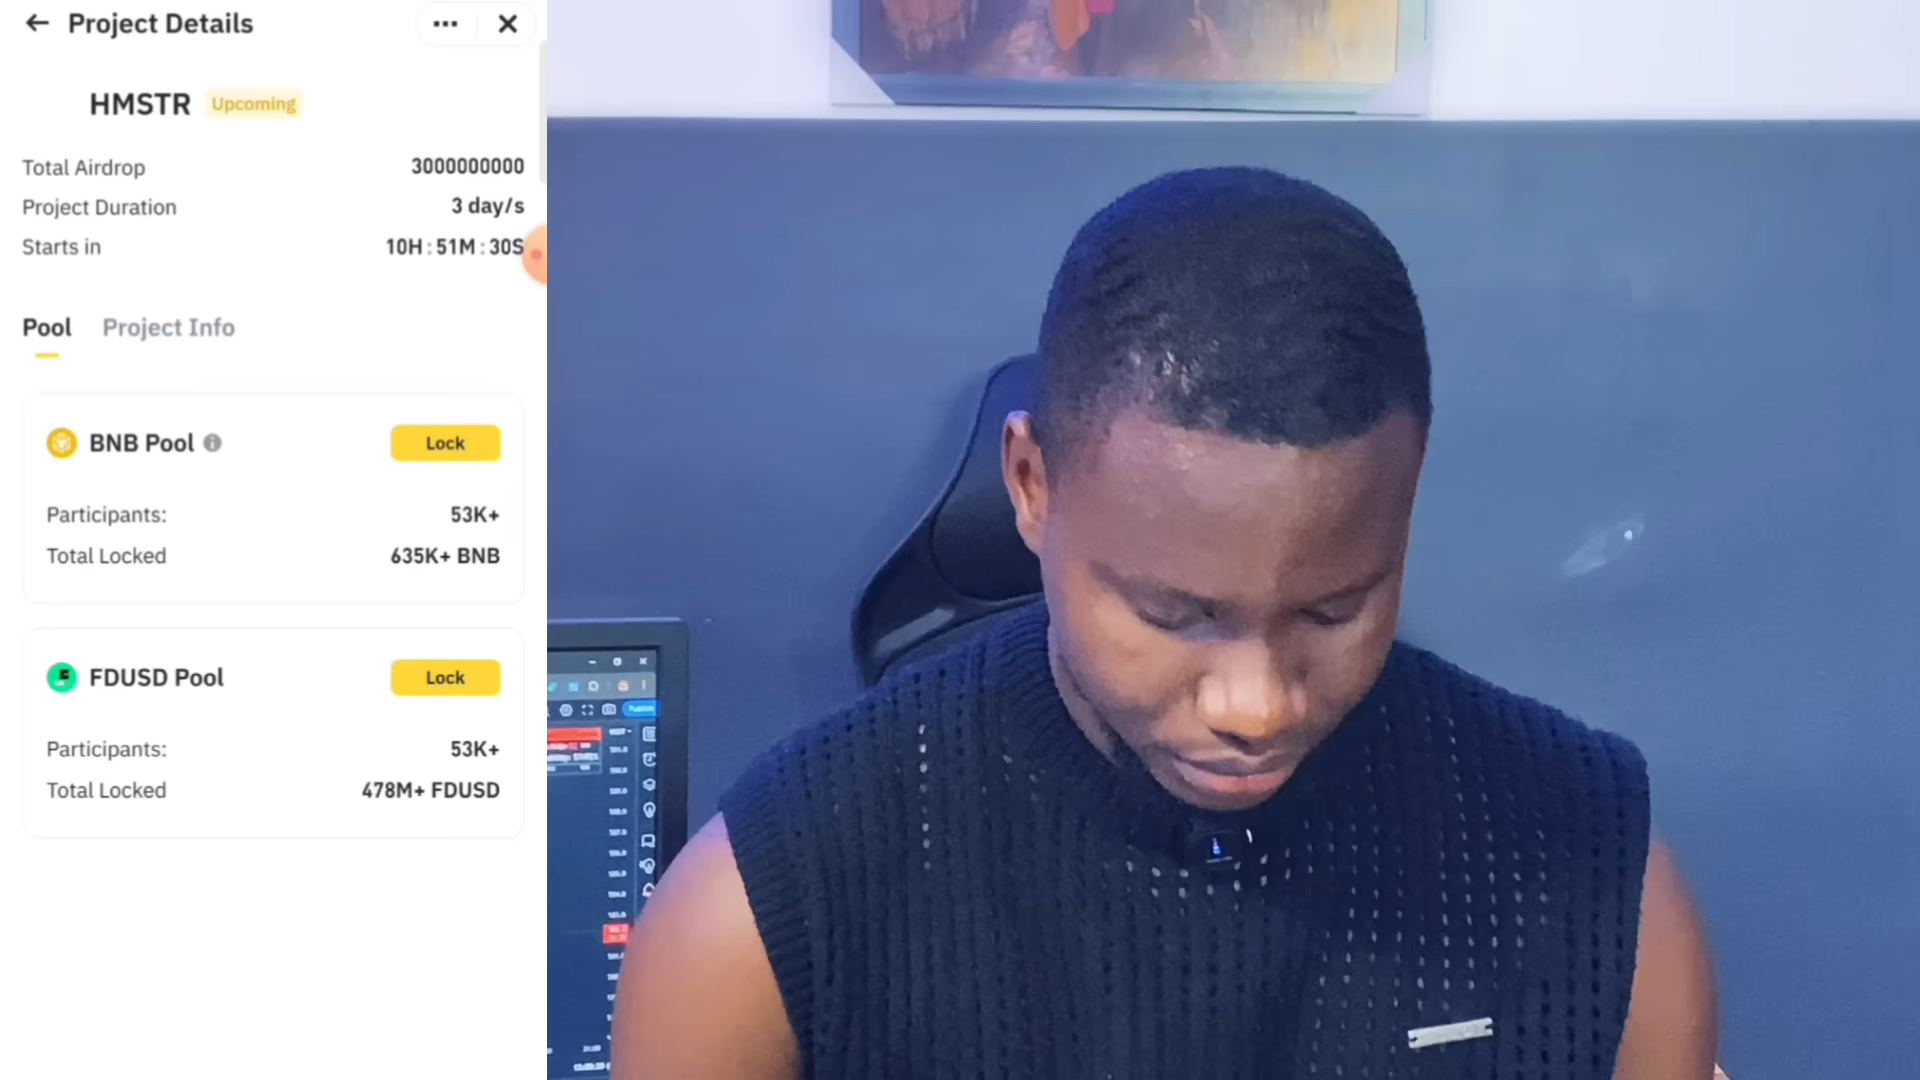 Project Details
HMSTR Upcoming
Total Airdrop 3000000000
Project Duration 3 day/s
Starts in 10H : 51M : 30S
Pool Project Info
BNB Pool Lock
Participants: 53K+
Total Locked 635K+ BNB
FDUSD Pool Lock
Participants: 53K+
Total Locked 478M+ FDUSD
Publish